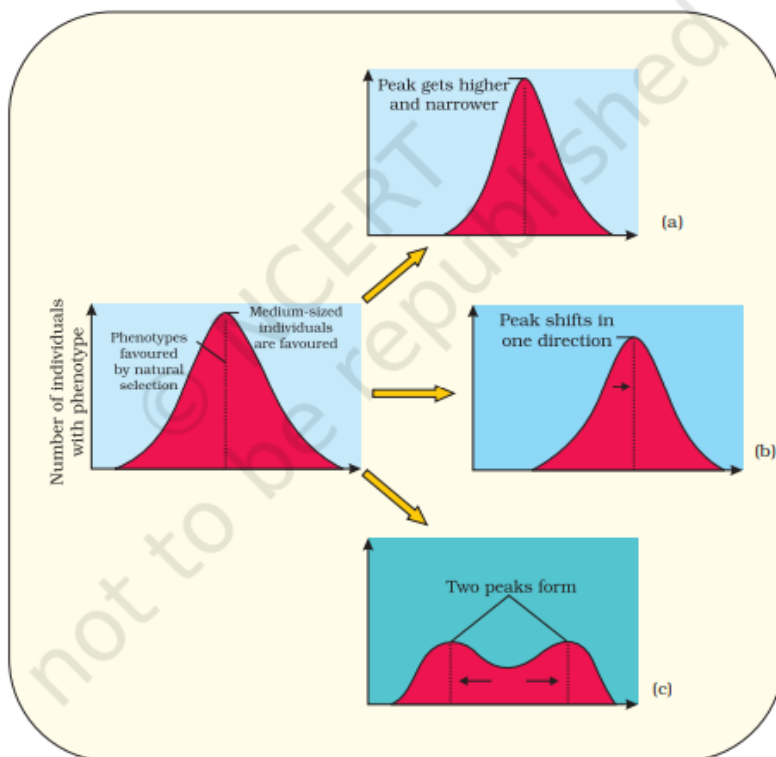 Peak gets higher
and narrower
(a)
Number of individuals
with phenotype
Phenotypes
favoured
by natural
selection
Medium-sized
individuals
are favoured
Peak shifts in
one direction
(b)
Two peaks form
(c)
© NCERT
not to be republished